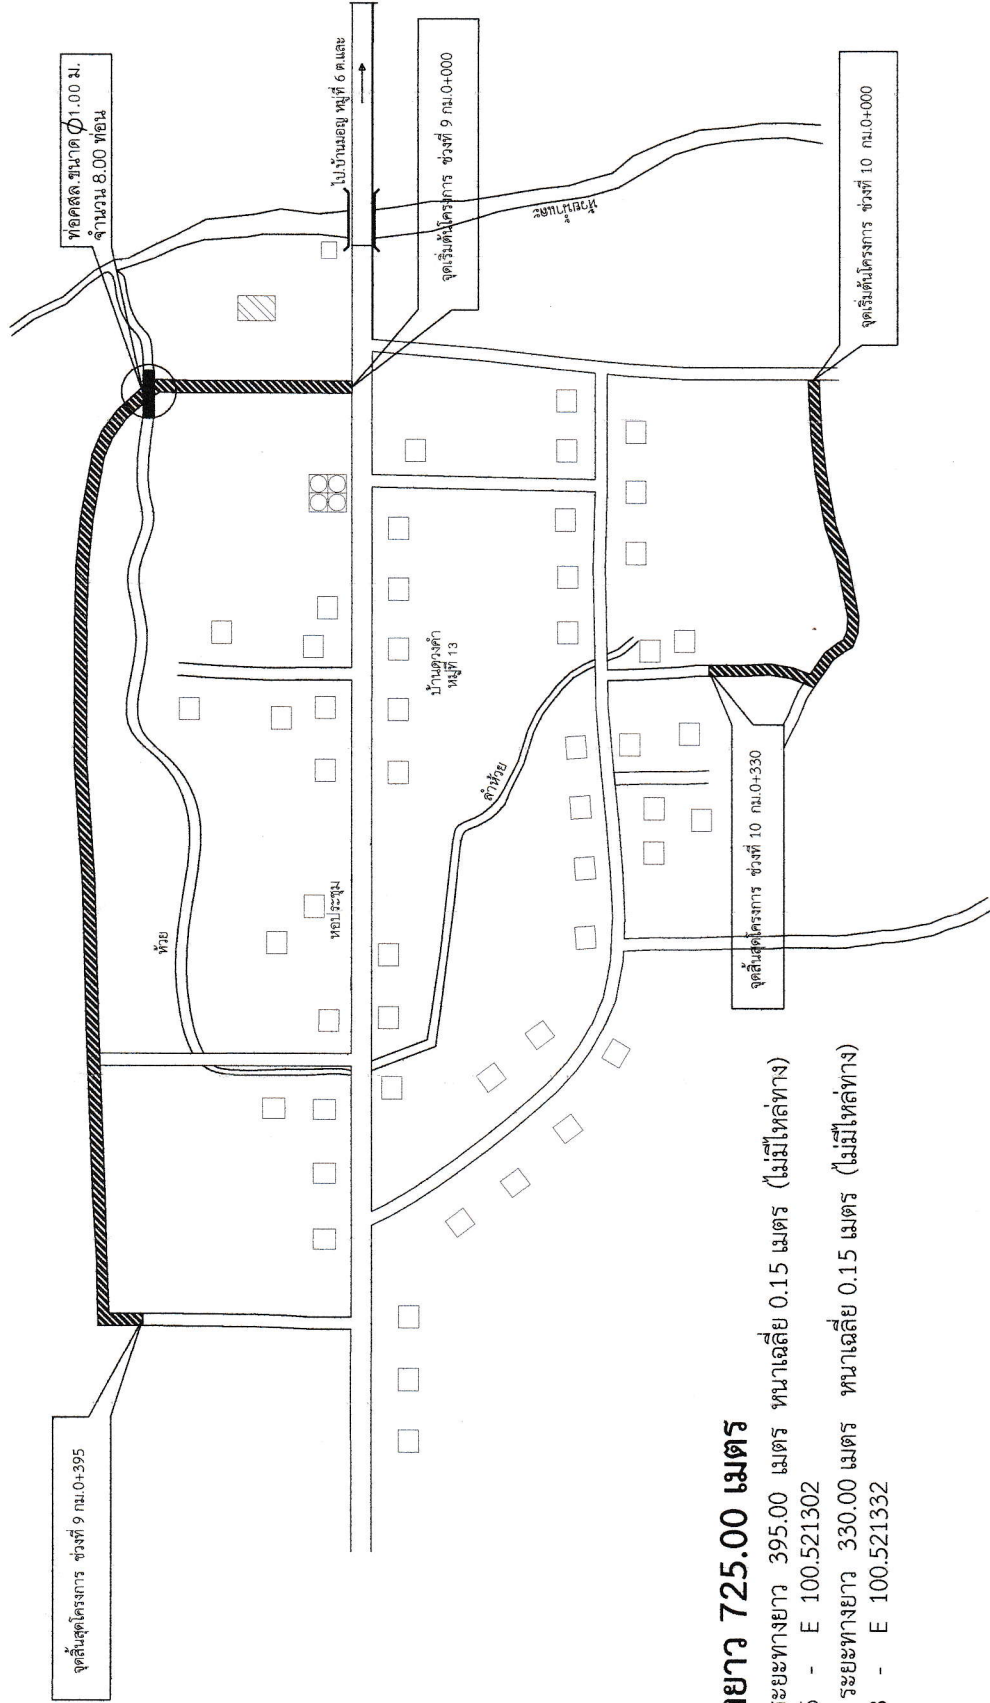 จุดสิ้นสุดโครงการ ช่วงที่ 9 กม.0+395
ท่อคสล.ขนาด ∅1.00 ม.
จำนวน 8.00 ท่อน
ห้วย
หอประชุม
ไปบ้านมอญ หมู่ที่ 6 ต.และ
จุดเริ่มต้นโครงการ ช่วงที่ 9 กม.0+000
บ้านดวงคำ
หมู่ที่ 13
ลำห้วย
จุดสิ้นสุดโครงการ ช่วงที่ 10 กม.0+330
จุดเริ่มต้นโครงการ ช่วงที่ 10 กม.0+000
ยาว 725.00 เมตร
ระยะทางยาว 395.00 เมตร หนาเฉลี่ย 0.15 เมตร (ไม่มีไหล่ทาง)
- E 100.521302
ระยะทางยาว 330.00 เมตร หนาเฉลี่ย 0.15 เมตร (ไม่มีไหล่ทาง)
- E 100.521332